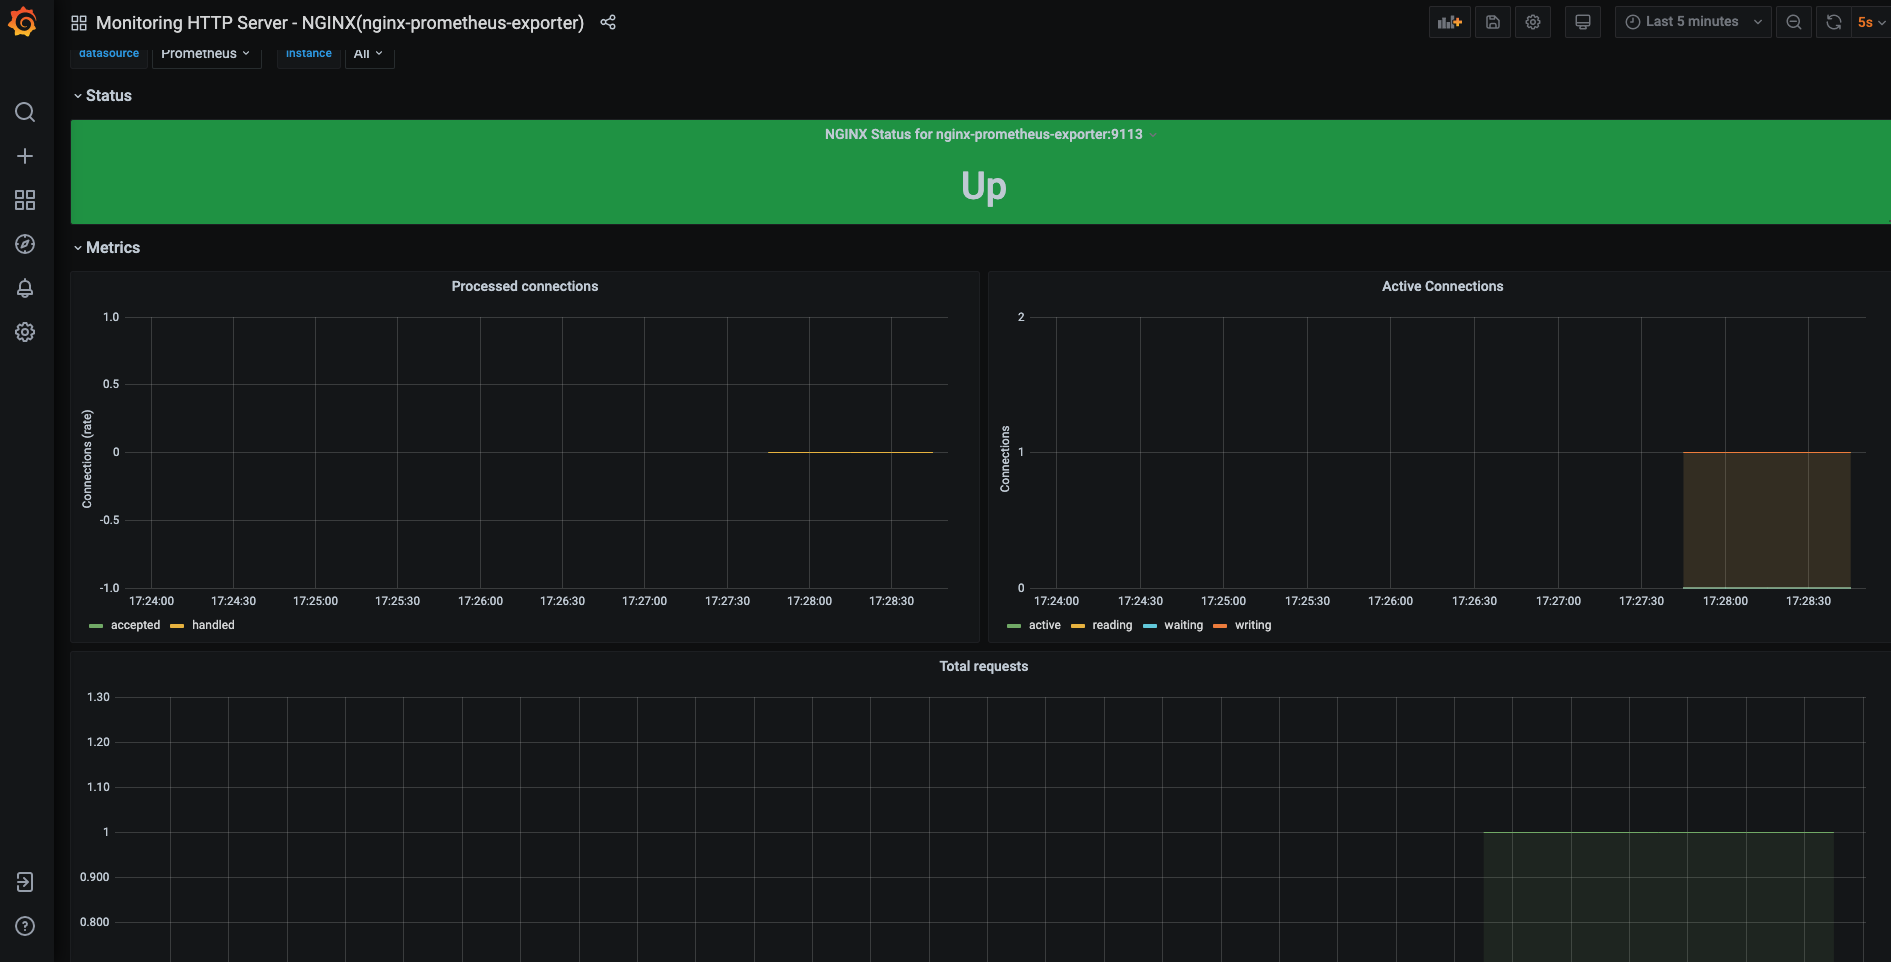 Monitoring HTTP Server - NGINX(nginx-prometheus-exporter)
Last 5 minutes
5s
datasource Prometheus instance All
Status
NGINX Status for nginx-prometheus-exporter:9113
Up
Metrics
Processed connections
1.0
0.5
0
-0.5
-1.0
Connections (rate)
17:24:00 17:24:30 17:25:00 17:25:30 17:26:00 17:26:30 17:27:00 17:27:30 17:28:00 17:28:30
accepted handled
Active Connections
2
1
0
Connections
17:24:00 17:24:30 17:25:00 17:25:30 17:26:00 17:26:30 17:27:00 17:27:30 17:28:00 17:28:30
active reading waiting writing
Total requests
1.30
1.20
1.10
1
0.900
0.800